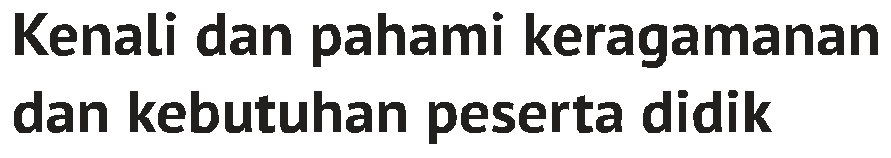 Kenali dan pahami keragamanan
dan kebutuhan peserta didik